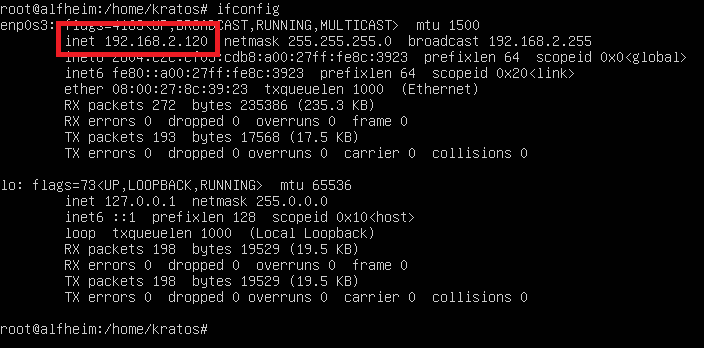 root@alfheim:/home/kratos# ifconfig
enp0s3: flags=4163<UP,BROADCAST,RUNNING,MULTICAST>  mtu 1500
inet 192.168.2.120  netmask 255.255.255.0  broadcast 192.168.2.255
prefixlen 64  scopeid 0x0<global>
inet6 fe80::a00:27ff:fe8c:3923  prefixlen 64  scopeid 0x20<link>
ether 08:00:27:8c:39:23  txqueuelen 1000  (Ethernet)
RX packets 272  bytes 235386 (235.3 KB)
RX errors 0  dropped 0  overruns 0  frame 0
TX packets 193  bytes 17568 (17.5 KB)
TX errors 0  dropped 0 overruns 0  carrier 0  collisions 0
lo: flags=73<UP,LOOPBACK,RUNNING>  mtu 65536
inet 127.0.0.1  netmask 255.0.0.0
inet6 ::1  prefixlen 128  scopeid 0x10<host>
loop  txqueuelen 1000  (Local Loopback)
RX packets 198  bytes 19529 (19.5 KB)
RX errors 0  dropped 0  overruns 0  frame 0
TX packets 198  bytes 19529 (19.5 KB)
TX errors 0  dropped 0 overruns 0  carrier 0  collisions 0
root@alfheim:/home/kratos#